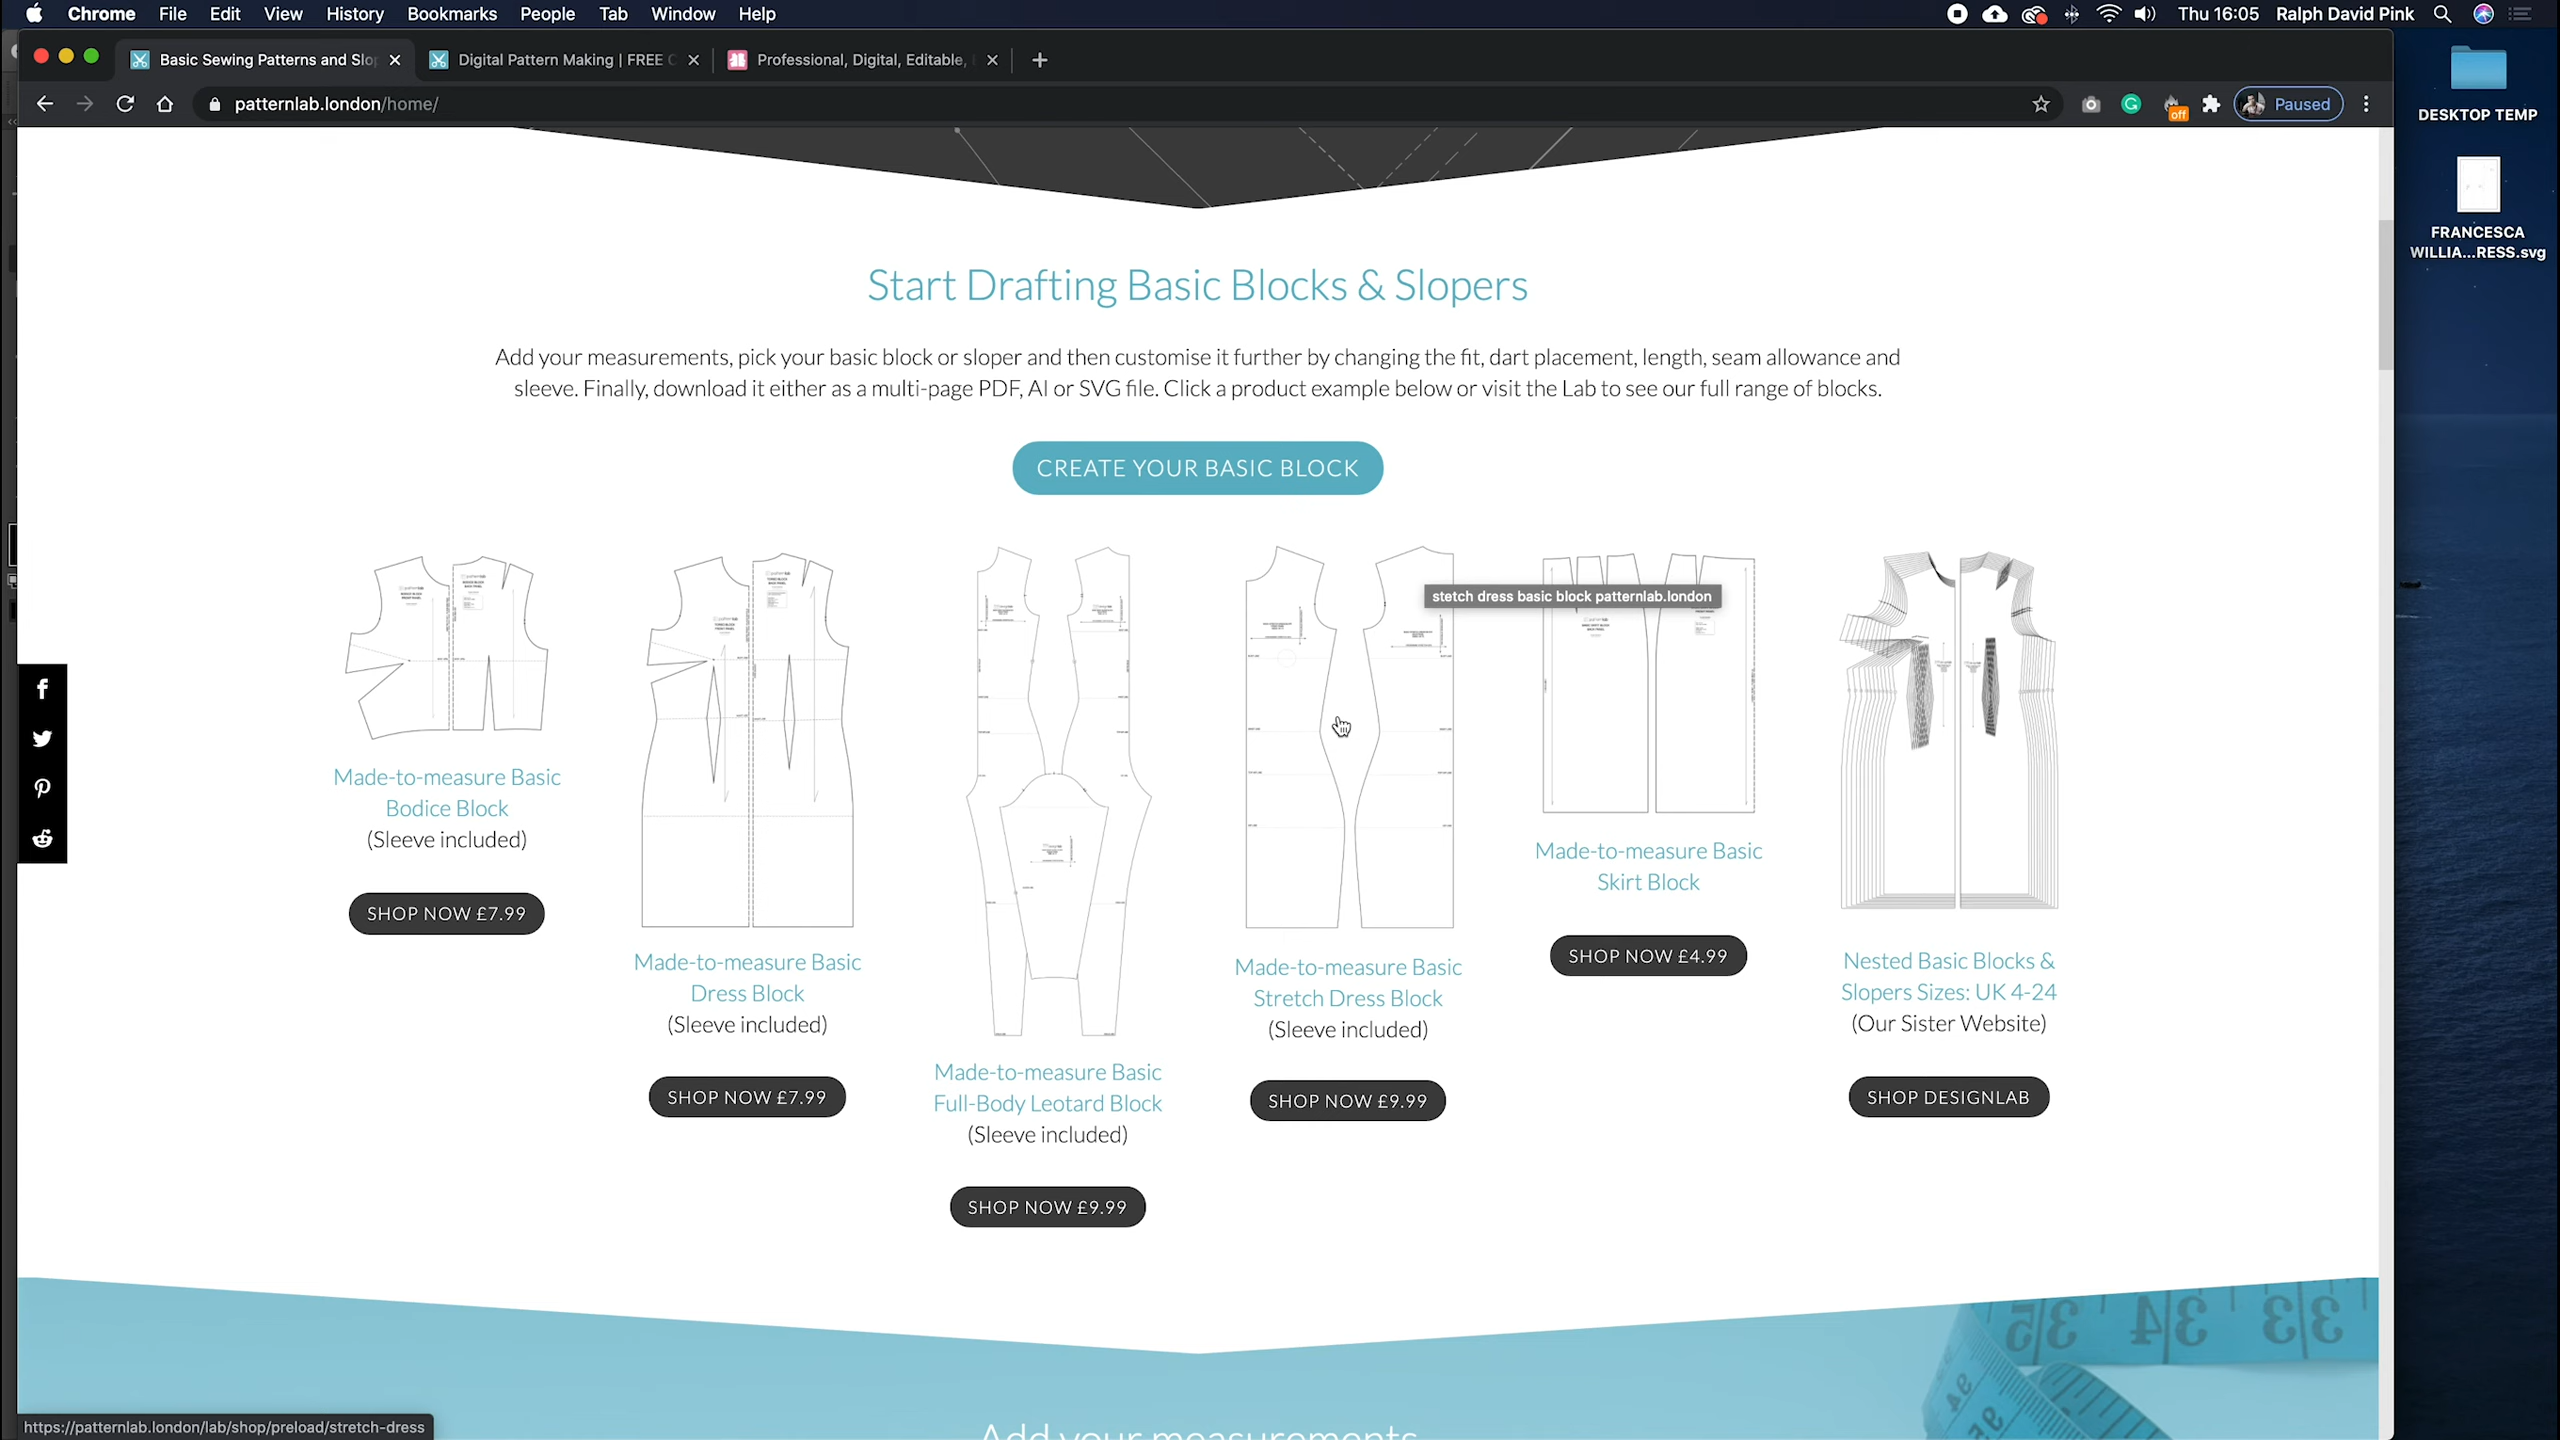 Chrome File Edit View History Bookmarks People Tab Window Help
Thu 16:05 Ralph David Pink
Basic Sewing Patterns and Slo
Digital Pattern Making | FREE
Professional, Digital, Editable,
patternlab.london/home/
off
Paused
DESKTOP TEMP
FRANCESCA
WILLIA...RESS.svg
Start Drafting Basic Blocks & Slopers
Add your measurements, pick your basic block or sloper and then customise it further by changing the fit, dart placement, length, seam allowance and
sleeve. Finally, download it either as a multi-page PDF, AI or SVG file. Click a product example below or visit the Lab to see our full range of blocks.
CREATE YOUR BASIC BLOCK
stetch dress basic block patternlab.london
Made-to-measure Basic
Bodice Block
(Sleeve included)
SHOP NOW £7.99
Made-to-measure Basic
Dress Block
(Sleeve included)
SHOP NOW £7.99
Made-to-measure Basic
Full-Body Leotard Block
(Sleeve included)
SHOP NOW £9.99
Made-to-measure Basic
Stretch Dress Block
(Sleeve included)
SHOP NOW £9.99
Made-to-measure Basic
Skirt Block
SHOP NOW £4.99
Nested Basic Blocks &
Slopers Sizes: UK 4-24
(Our Sister Website)
SHOP DESIGNLAB
35 34 33
Add your measurements
https://patternlab.london/lab/shop/preload/stretch-dress